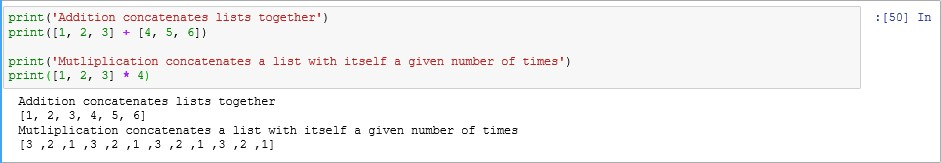 print('Addition concatenates lists together')
print([1, 2, 3] + [4, 5, 6])
print('Mutliplication concatenates a list with itself a given number of times')
print([1, 2, 3] * 4)
:[50] In
Addition concatenates lists together
[1, 2, 3, 4, 5, 6]
Mutliplication concatenates a list with itself a given number of times
[3 ,2 ,1 ,3 ,2 ,1 ,3 ,2 ,1 ,3 ,2 ,1]